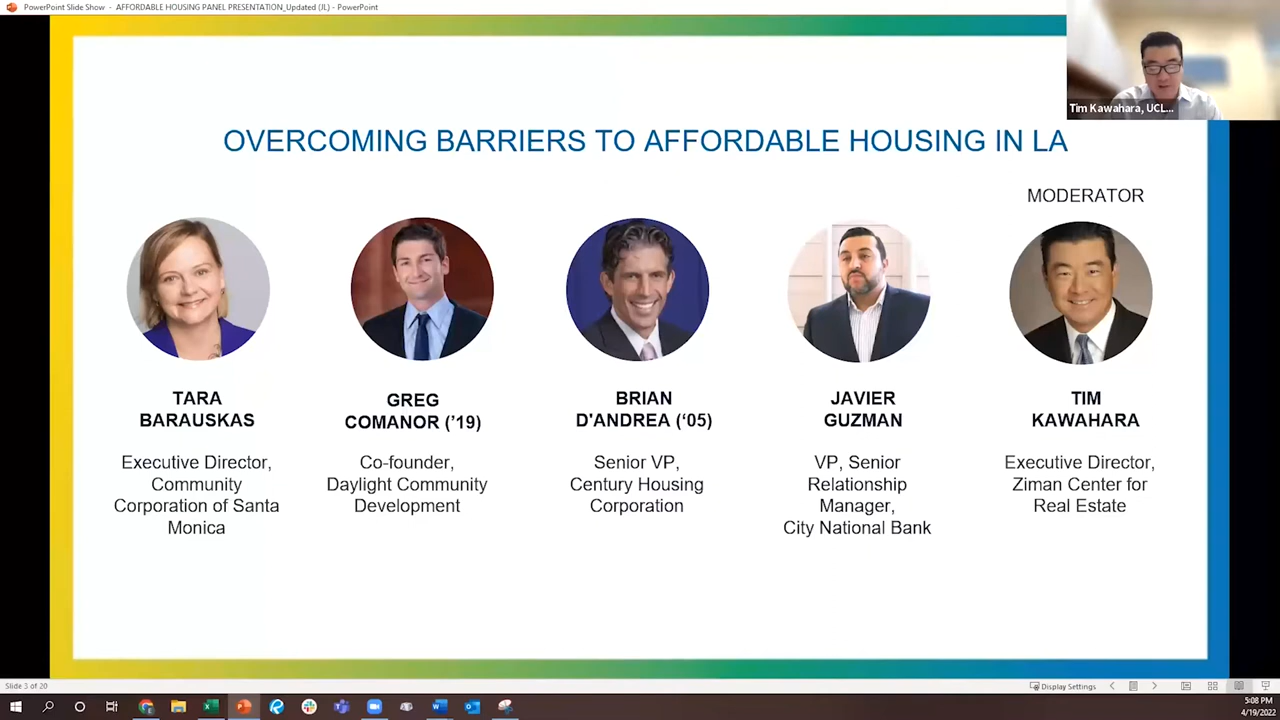 PowerPoint Slide Show - AFFORDABLE HOUSING PANEL PRESENTATION_Updated (JL) - PowerPoint
Tim Kawahara, UCL...
OVERCOMING BARRIERS TO AFFORDABLE HOUSING IN LA
MODERATOR
TARA
BARAUSKAS
Executive Director,
Community
Corporation of Santa
Monica
GREG
COMANOR (’19)
Co-founder,
Daylight Community
Development
BRIAN
D'ANDREA (‘05)
Senior VP,
Century Housing
Corporation
JAVIER
GUZMAN
VP, Senior
Relationship
Manager,
City National Bank
TIM
KAWAHARA
Executive Director,
Ziman Center for
Real Estate
Slide 3 of 20
Display Settings
5:08 PM
4/19/2022